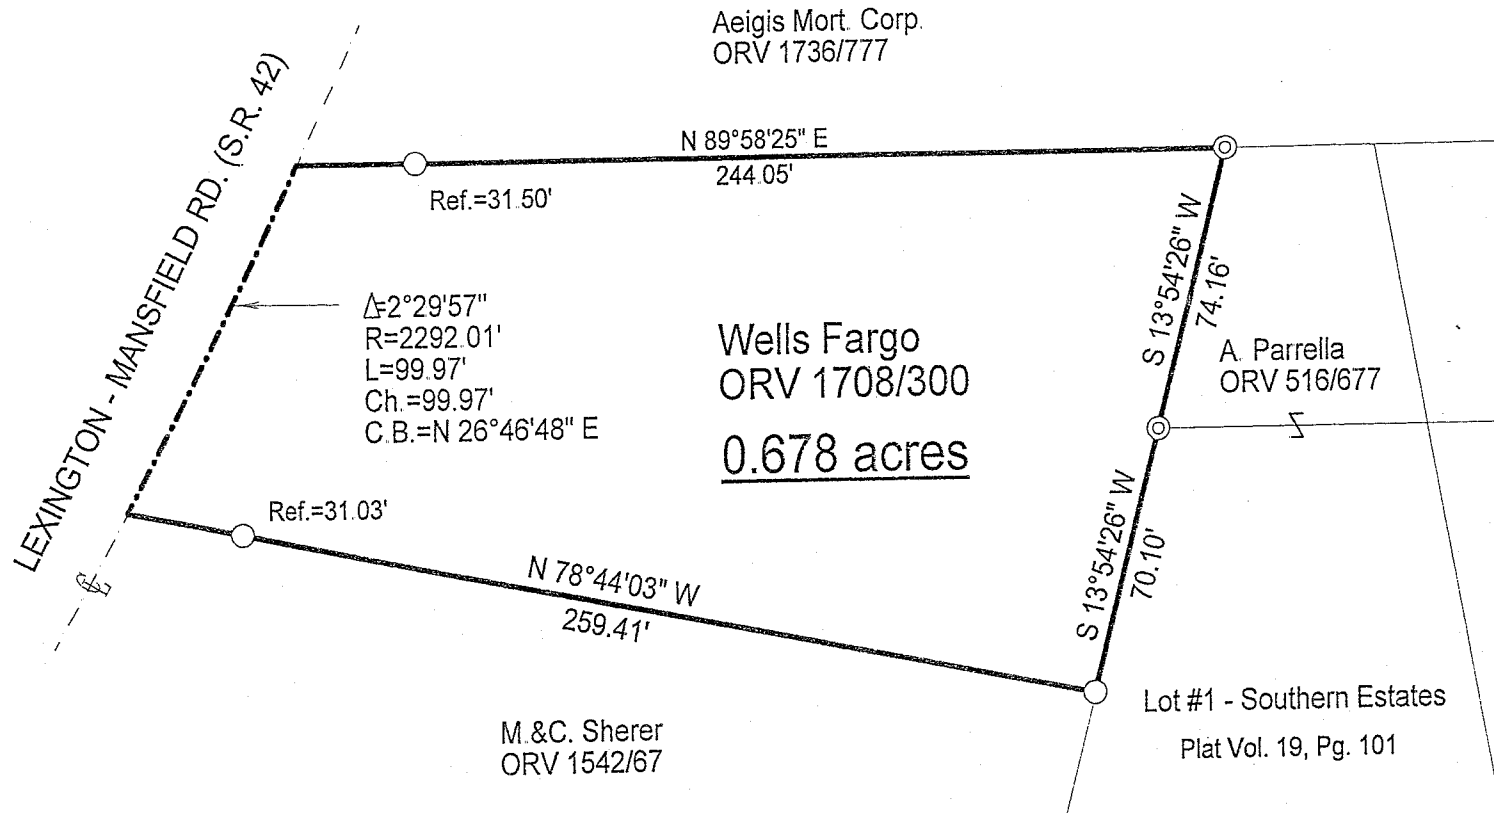 Aeigis Mort. Corp.
ORV 1736/777
LEXINGTON - MANSFIELD RD. (S.R. 42)
N 89°58'25" E
244.05'
Ref.=31.50'
S 13°54'26" W
74.16'
Δ=2°29'57"
R=2292.01'
L=99.97'
Ch.=99.97'
C.B.=N 26°46'48" E
Wells Fargo
ORV 1708/300
0.678 acres
A. Parrella
ORV 516/677
Ref.=31.03'
S 13°54'26" W
70.10'
N 78°44'03" W
259.41'
Lot #1 - Southern Estates
Plat Vol. 19, Pg. 101
M.&C. Sherer
ORV 1542/67